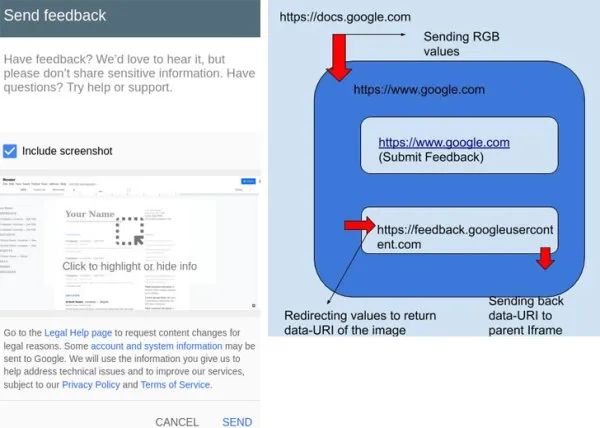 Send feedback
Have feedback? We'd love to hear it, but
please don't share sensitive information. Have
questions? Try help or support.
Include screenshot
Your Name
Click to highlight or hide info
Go to the Legal Help page to request content changes for
legal reasons. Some account and system information may be
sent to Google. We will use the information you give us to
help address technical issues and to improve our services,
subject to our Privacy Policy and Terms of Service.
CANCEL SEND
https://docs.google.com
Sending RGB
values
https://www.google.com
https://www.google.com
(Submit Feedback)
https://feedback.googleusercont
ent.com
Redirecting values to return
data-URI of the image
Sending back
data-URI to
parent Iframe